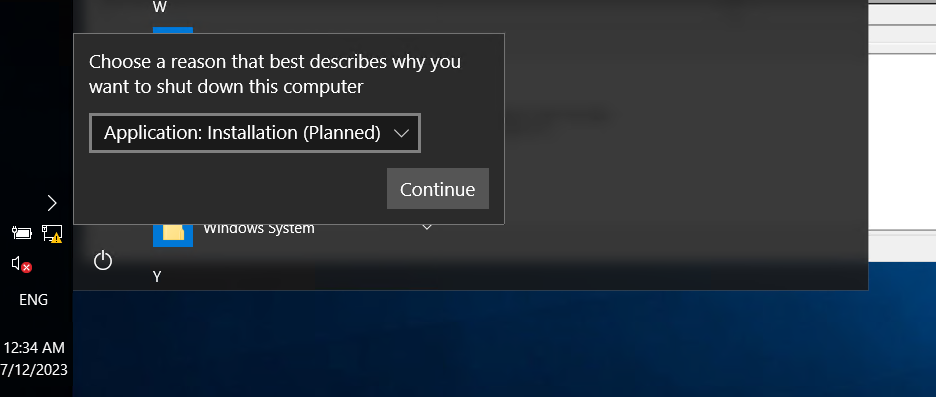 W
Choose a reason that best describes why you
want to shut down this computer
Application: Installation (Planned)
Continue
Windows System
Y
ENG
12:34 AM
7/12/2023